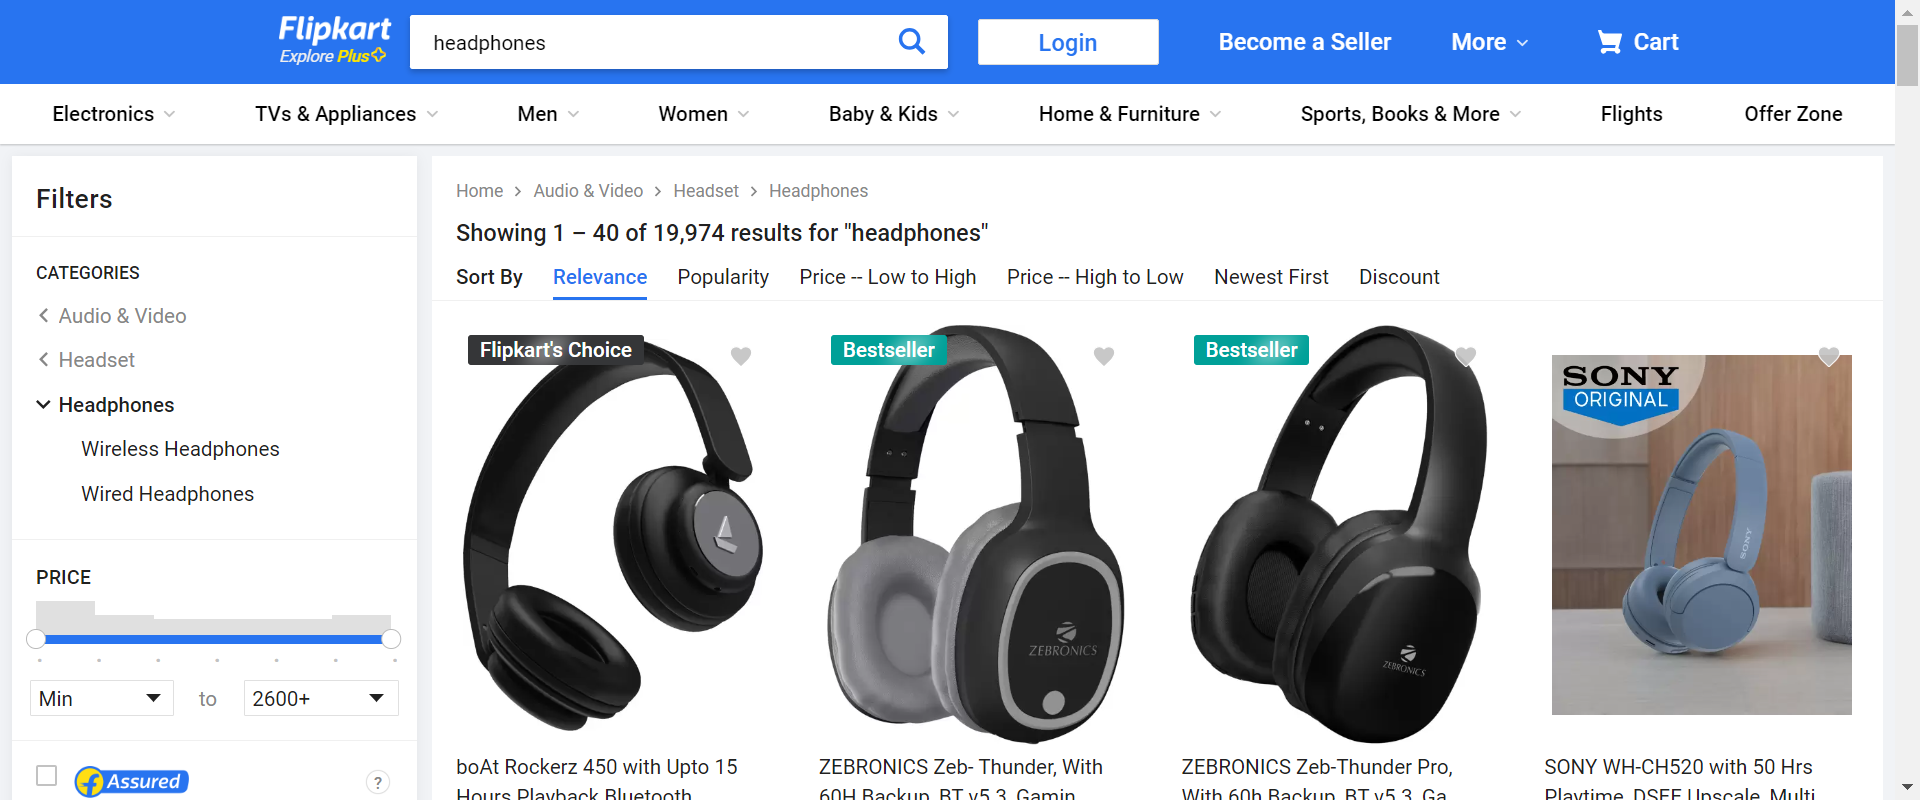 Flipkart
Explore Plus
headphones
Login
Become a Seller
More
Cart
Electronics
TVs & Appliances
Men
Women
Baby & Kids
Home & Furniture
Sports, Books & More
Flights
Offer Zone
Filters
CATEGORIES
Audio & Video
Headset
Headphones
Wireless Headphones
Wired Headphones
PRICE
Min
to
2600+
Assured
?
Home
Audio & Video
Headset
Headphones
Showing 1 – 40 of 19,974 results for "headphones"
Sort By
Relevance
Popularity
Price -- Low to High
Price -- High to Low
Newest First
Discount
Flipkart's Choice
boAt Rockerz 450 with Upto 15
Hours Playback Bluetooth
Bestseller
ZEBRONICS
ZEBRONICS Zeb- Thunder, With
60H Backup, BT v5.3, Gamin
Bestseller
ZEBRONICS
ZEBRONICS Zeb-Thunder Pro,
With 60h Backup, BT v5.3, Ga
SONY
ORIGINAL
SONY
SONY WH-CH520 with 50 Hrs
Playtime, DSEE Upscale, Multi